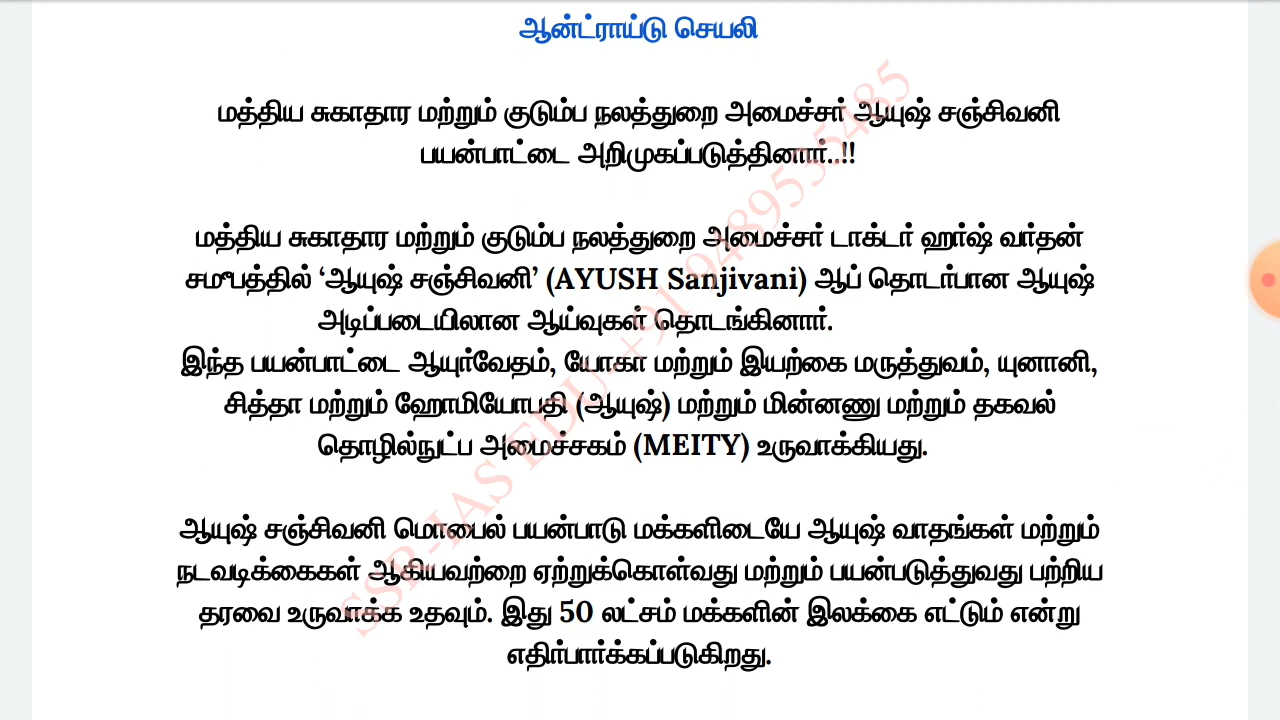 ஆன்ட்ராய்டு செயலி
மத்திய சுகாதார மற்றும் குடும்ப நலத்துறை அமைச்சர் ஆயுஷ் சஞ்சிவனி
பயன்பாட்டை அறிமுகப்படுத்தினார்..!!
மத்திய சுகாதார மற்றும் குடும்ப நலத்துறை அமைச்சர் டாக்டர் ஹர்ஷ் வர்தன்
சமீபத்தில் ‘ஆயுஷ் சஞ்சிவனி’ (AYUSH Sanjivani) ஆப் தொடர்பான ஆயுஷ்
அடிப்படையிலான ஆய்வுகள் தொடங்கினார்.
இந்த பயன்பாட்டை ஆயுர்வேதம், யோகா மற்றும் இயற்கை மருத்துவம், யுனானி,
சித்தா மற்றும் ஹோமியோபதி (ஆயுஷ்) மற்றும் மின்னணு மற்றும் தகவல்
தொழில்நுட்ப அமைச்சகம் (MEITY) உருவாக்கியது.
ஆயுஷ் சஞ்சிவனி மொபைல் பயன்பாடு மக்களிடையே ஆயுஷ் வாதங்கள் மற்றும்
நடவடிக்கைகள் ஆகியவற்றை ஏற்றுக்கொள்வது மற்றும் பயன்படுத்துவது பற்றிய
தரவை உருவாக்க உதவும். இது 50 லட்சம் மக்களின் இலக்கை எட்டும் என்று
எதிர்பார்க்கப்படுகிறது.
SSR-IAS EDU-+91 9489535485